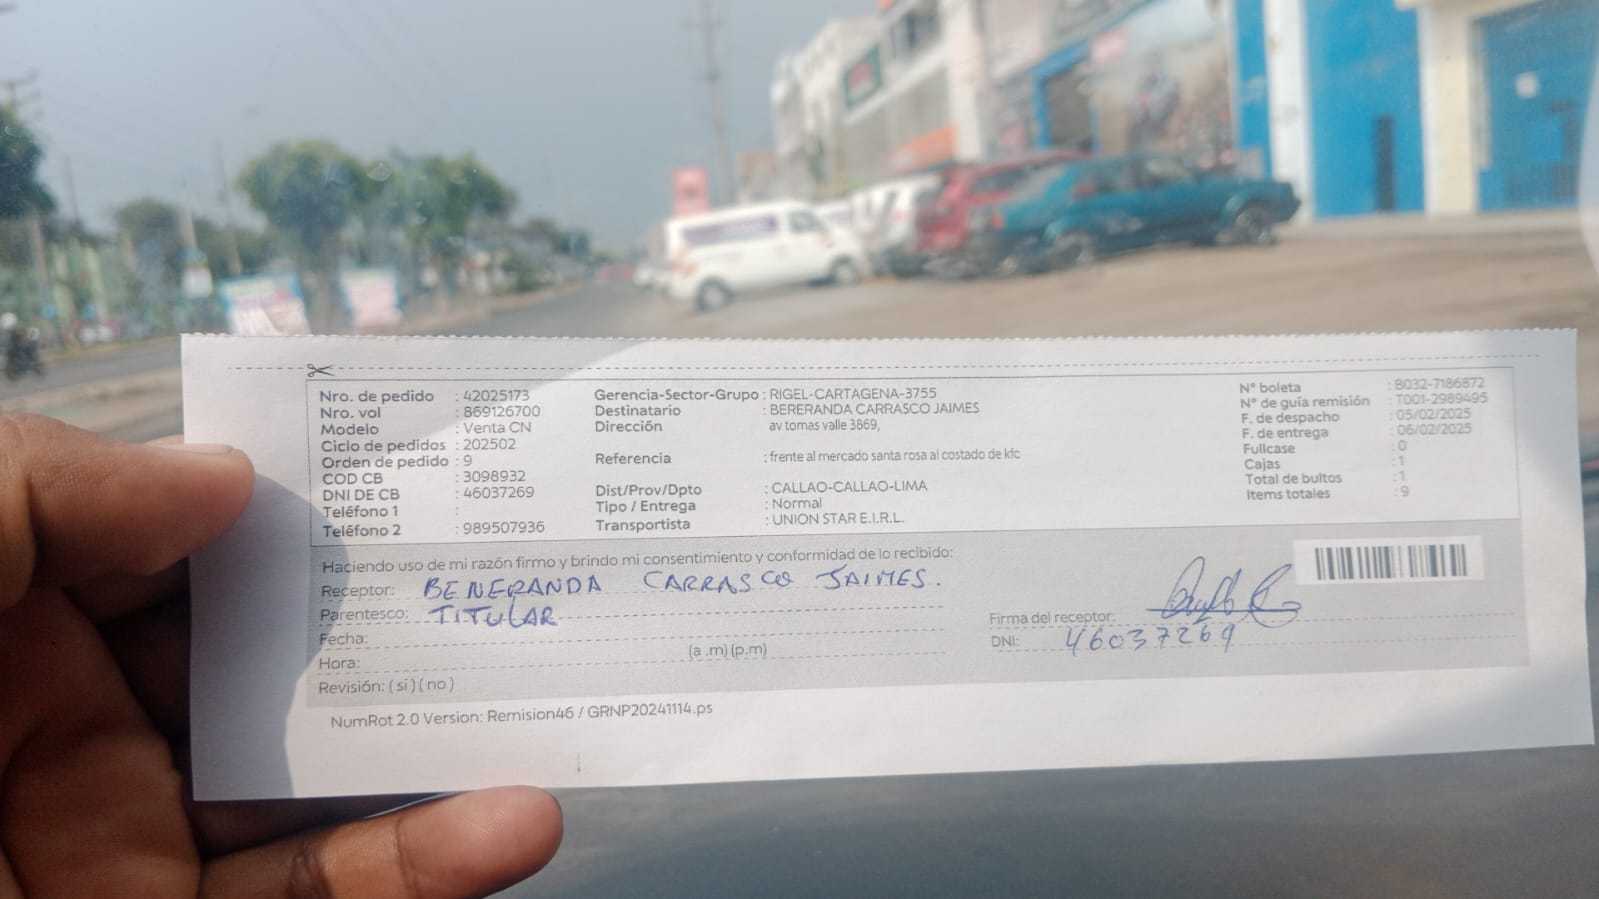 Nro. de pedido : 42025173
Nro. vol : 869126700
Modelo : Venta CN
Ciclo de pedidos : 202502
Orden de pedido : 9
COD CB : 3098932
DNI DE CB : 46037269
Teléfono 1 :
Teléfono 2 : 989507936
Gerencia-Sector-Grupo : RIGEL-CARTAGENA-3755
Destinatario : BERERANDA CARRASCO JAIMES
Dirección av tomas valle 3869,
Referencia : frente al mercado santa rosa al costado de kfc
Dist/Prov/Dpto : CALLAO-CALLAO-LIMA
Tipo / Entrega : Normal
Transportista : UNION STAR E.I.R.L.
N° boleta : B032-7186872
N° de guía remisión : T001-2989495
F. de despacho : 05/02/2025
F. de entrega : 06/02/2025
Fullcase : 0
Cajas : 1
Total de bultos : 1
Items totales : 9
Haciendo uso de mi razón firmo y brindo mi consentimiento y conformidad de lo recibido:
Receptor: BENERANDA CARRASCO JAIMES.
Parentesco: TITULAR
Fecha:
Hora: (a .m) (p.m)
Revisión: ( si ) ( no )
Firma del receptor:
DNI: 46037269
NumRot 2.0 Version: Remision46 / GRNP20241114.ps